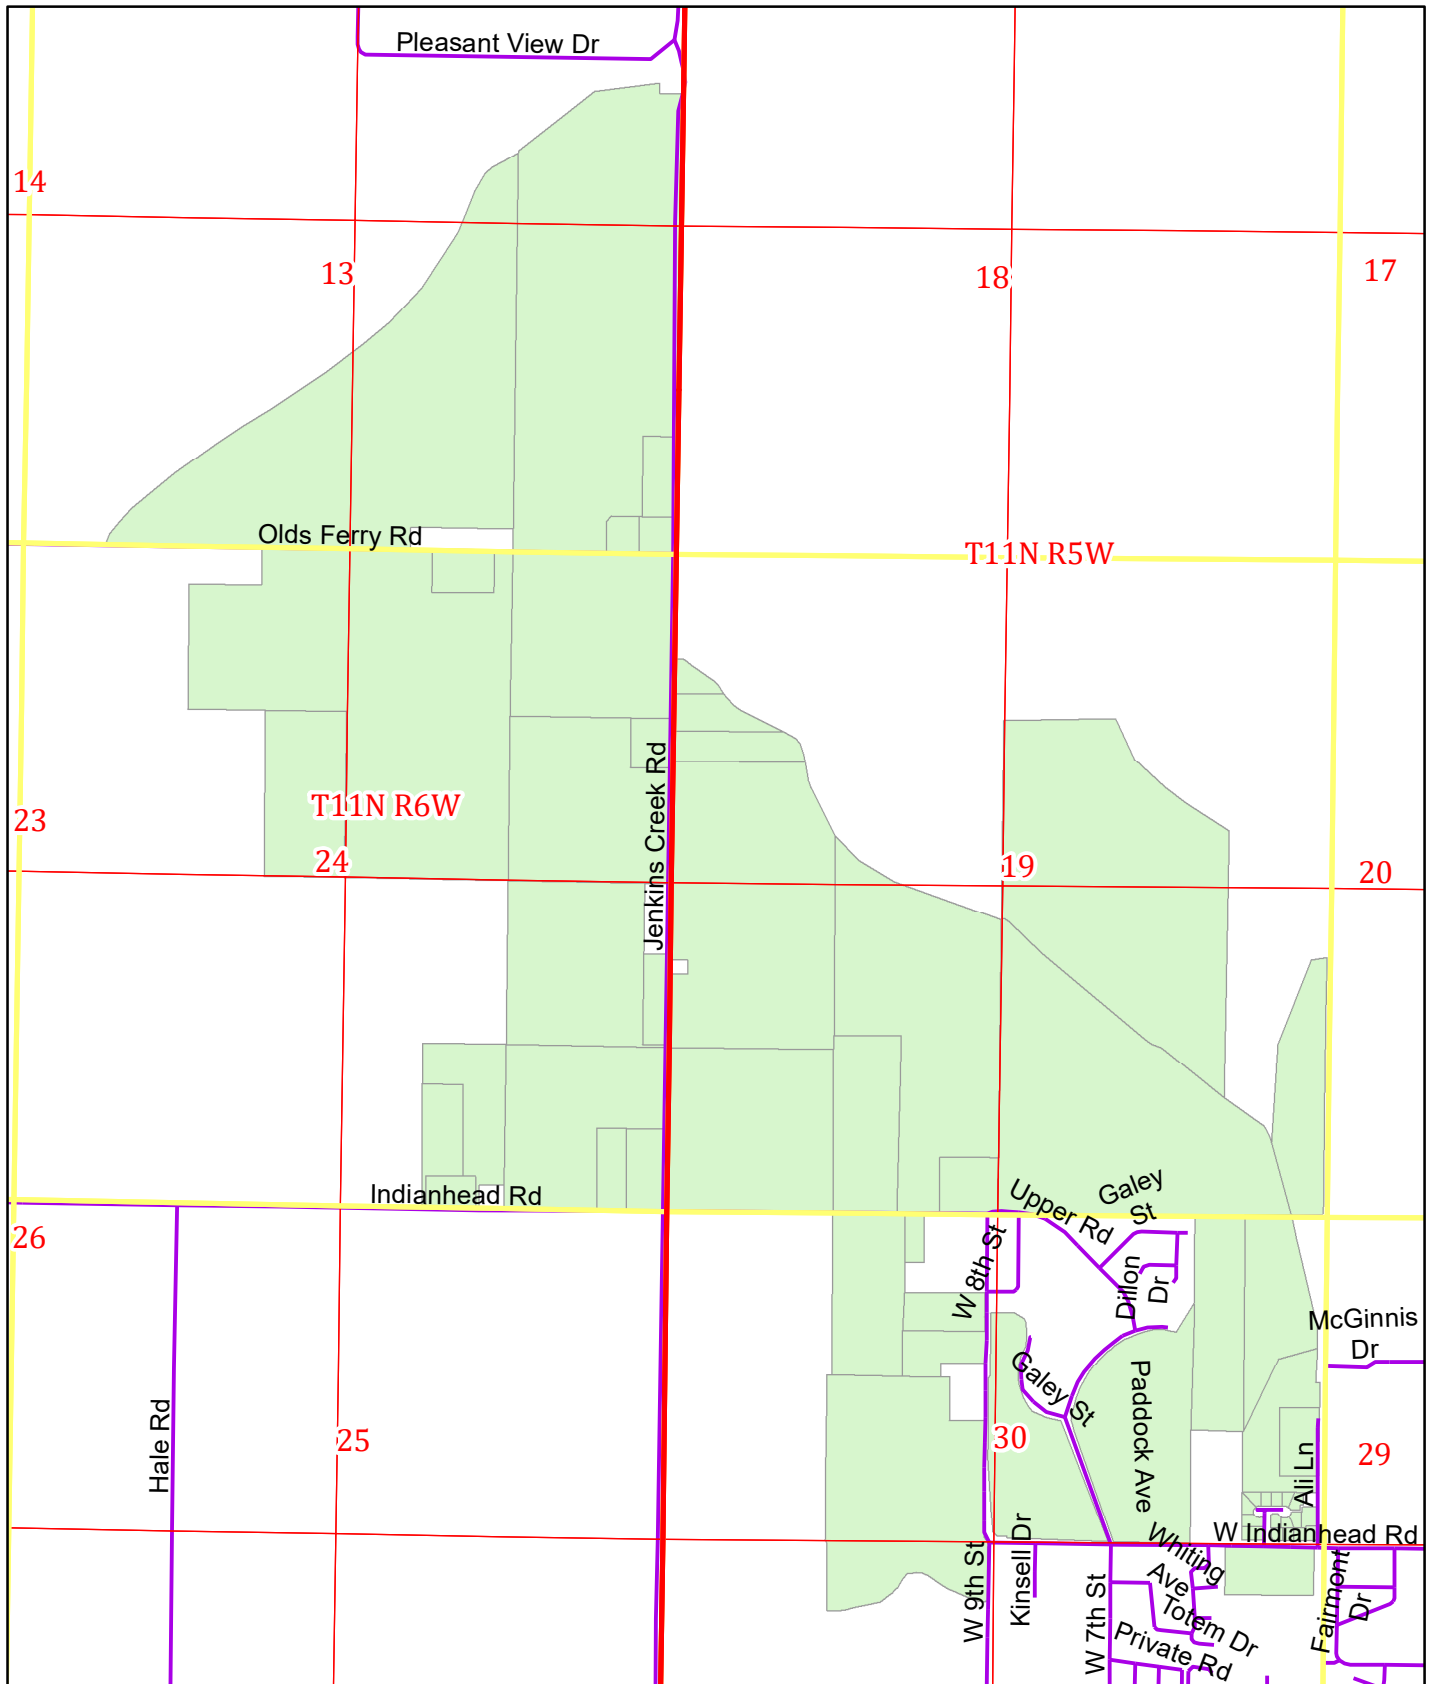 Pleasant View Dr
14
13
18
17
Olds Ferry Rd
T11N R5W
Jenkins Creek Rd
T11N R6W
23
24
19
20
Indianhead Rd
26
Upper Rd
Galey
St
W 8th St
Dillon
Dr
McGinnis
Dr
Galey St
Paddock Ave
Hale Rd
25
30
29
Ali Ln
W Indianhead Rd
W 9th St
Kinsell Dr
W 7th St
Whiting
Ave
Totem Dr
Private Rd
Fairmont
Dr